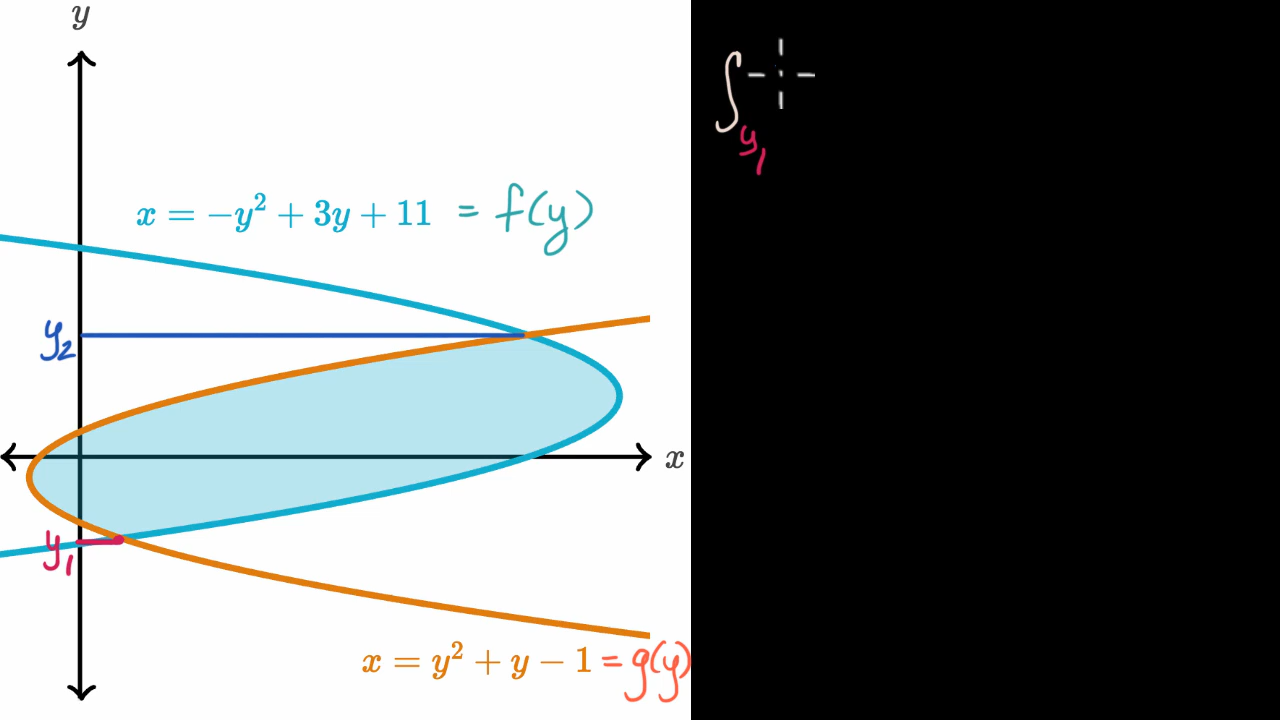 y
x = −y² + 3y + 11 = f(y)
∫
y₁
y₂
x
y₁
x = y² + y − 1 = g(y)